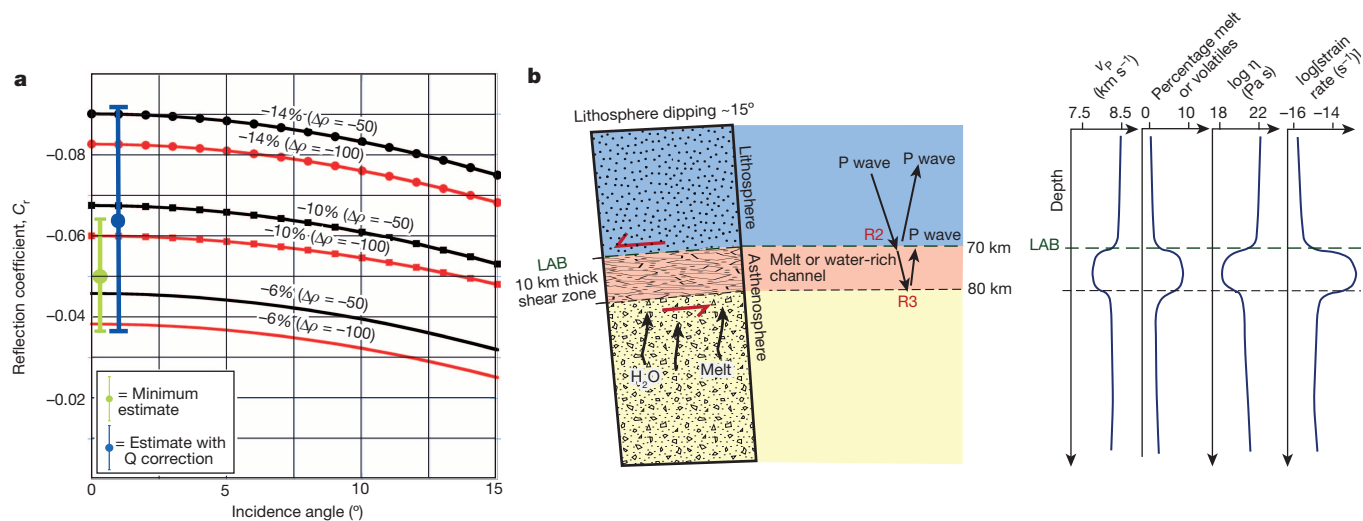 a
Reflection coefficient, Cr
−0.08
−0.06
−0.04
−0.02
0
5
10
15
Incidence angle (º)
−14% (Δρ = −50)
−14% (Δρ = −100)
−10% (Δρ = −50)
−10% (Δρ = −100)
−6% (Δρ = −50)
−6% (Δρ = −100)
= Minimum
estimate
= Estimate with
Q correction
b
Lithosphere dipping ~15º
Lithosphere
Asthenosphere
LAB
10 km thick
shear zone
H₂O
Melt
P wave
P wave
R2
P wave
70 km
Melt or water-rich
channel
80 km
R3
vP
(km s⁻¹)
Percentage melt
or volatiles
log η
(Pa s)
log[strain
rate (s⁻¹)]
7.5
8.5
0
10
18
22
−16
−14
Depth
LAB